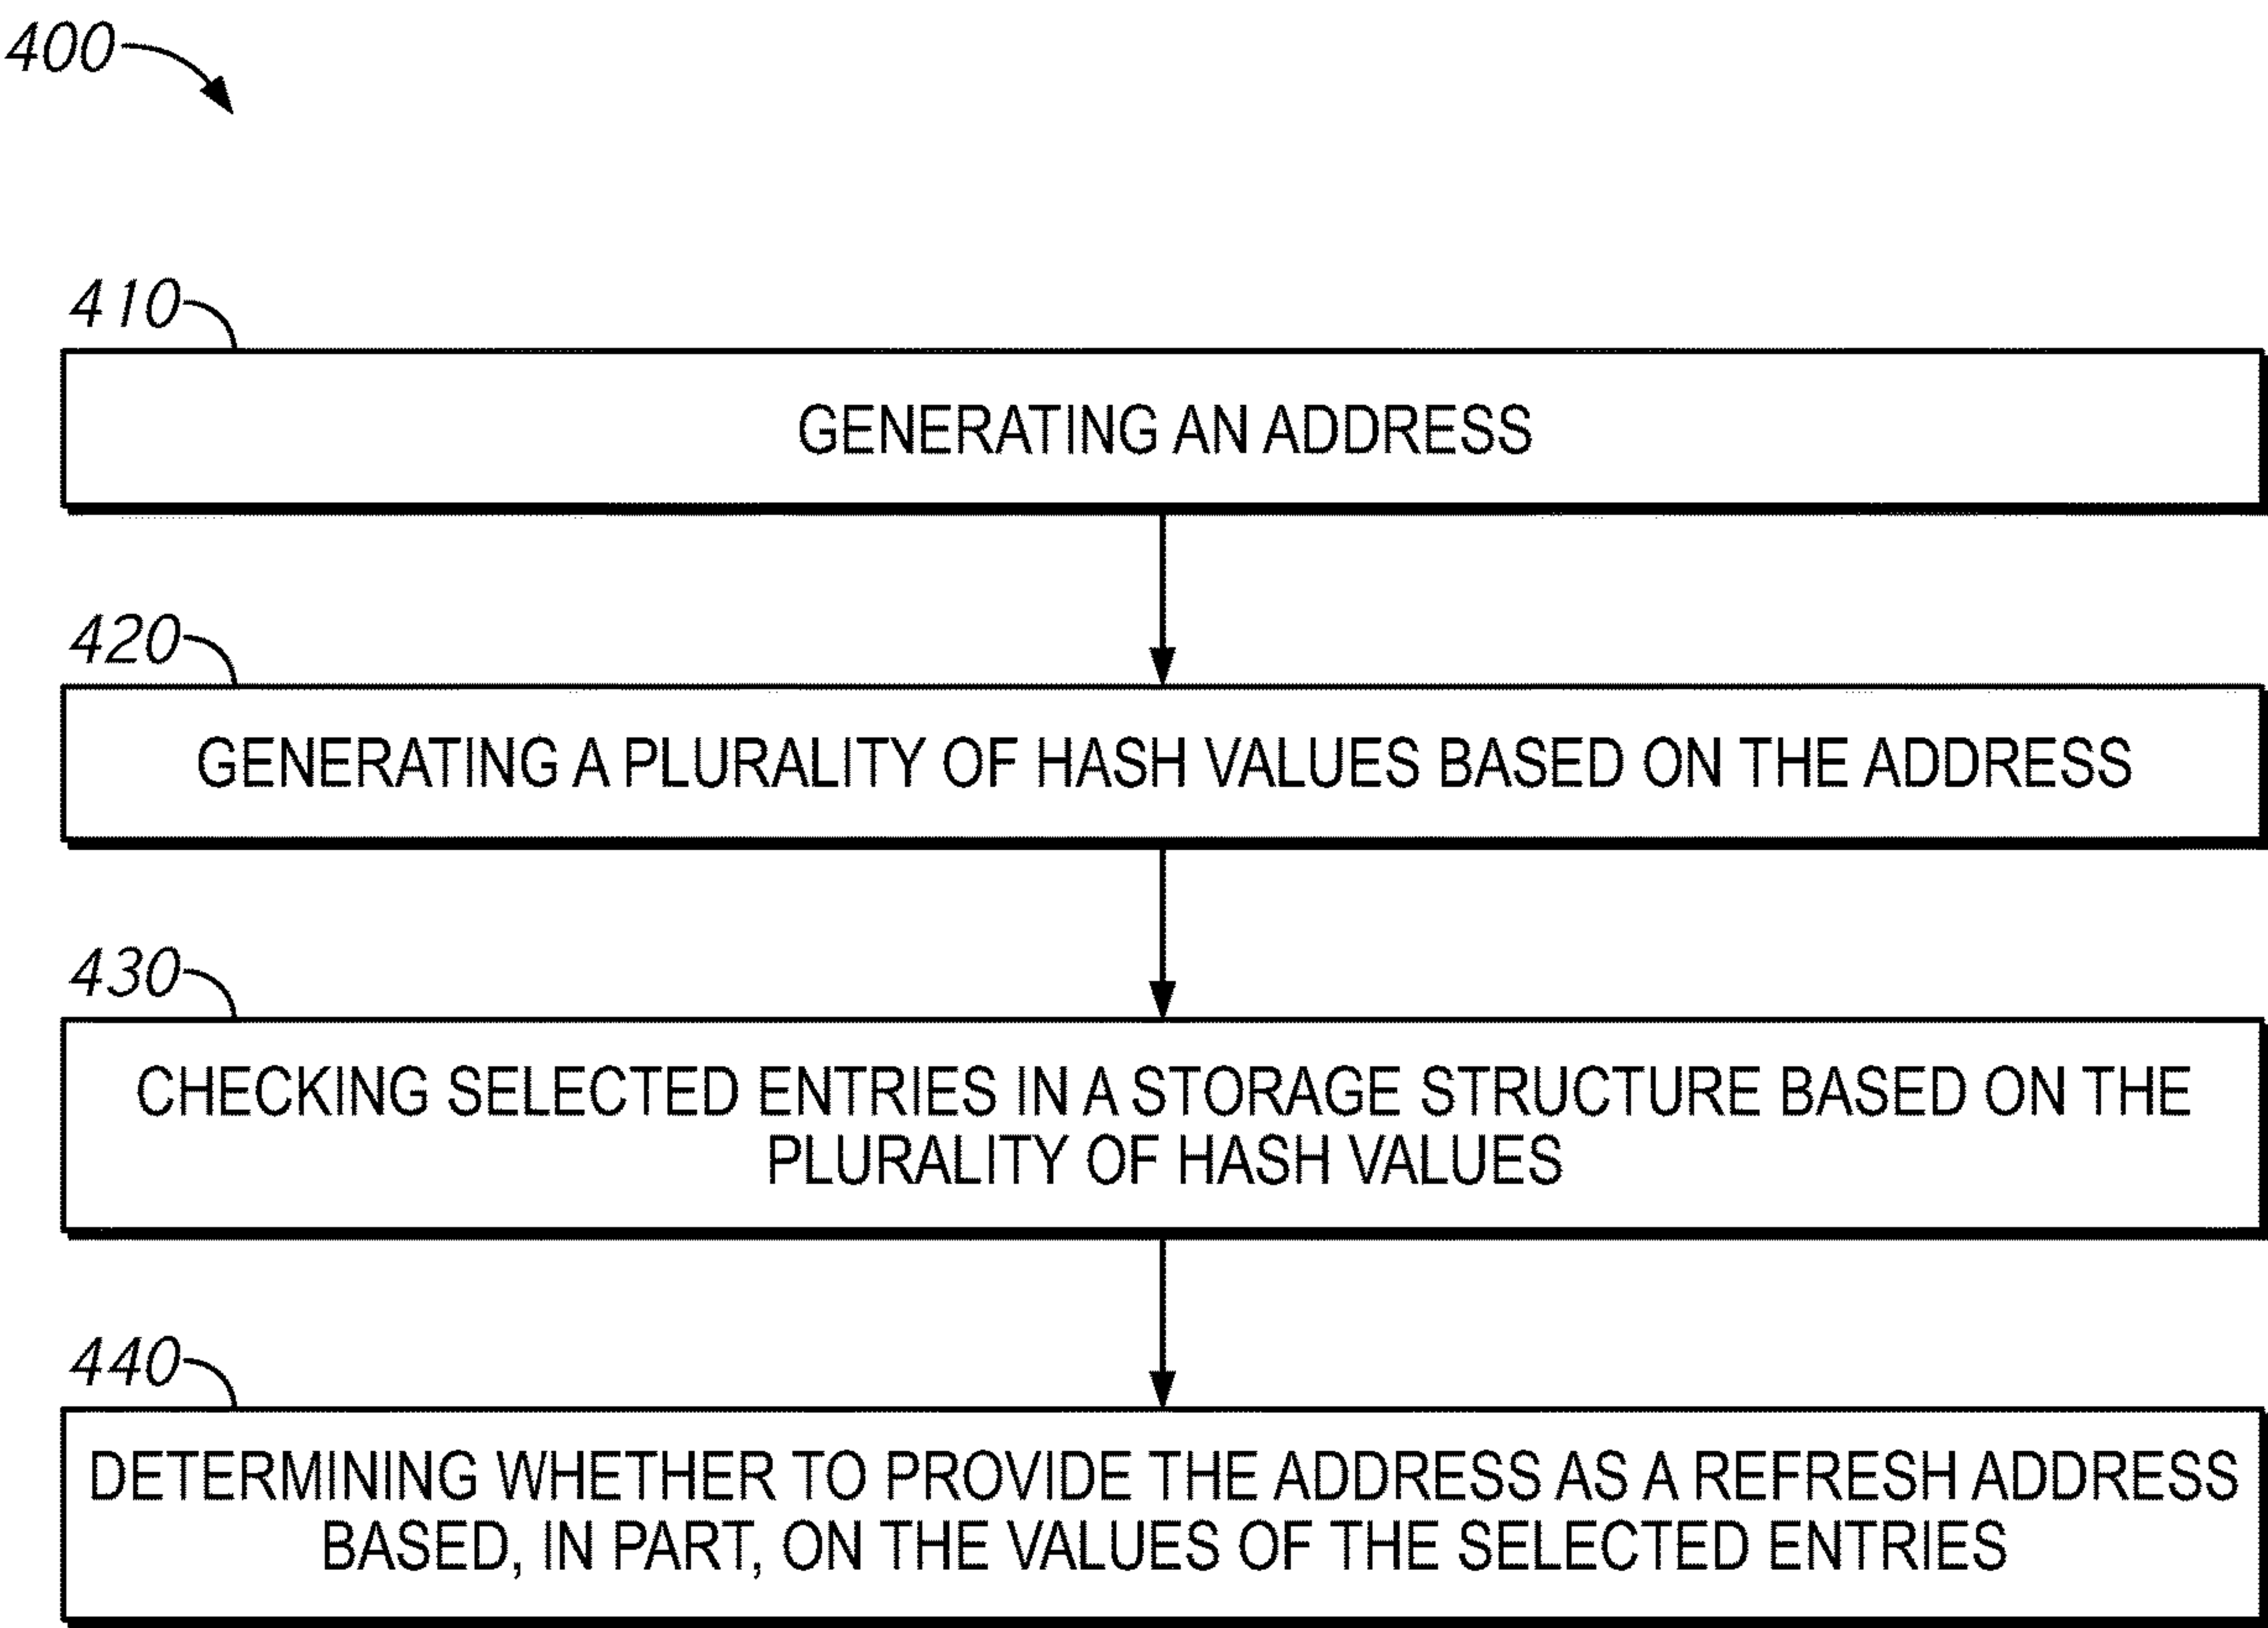 400
410
GENERATING AN ADDRESS
420
GENERATING A PLURALITY OF HASH VALUES BASED ON THE ADDRESS
430
CHECKING SELECTED ENTRIES IN A STORAGE STRUCTURE BASED ON THE
PLURALITY OF HASH VALUES
440
DETERMINING WHETHER TO PROVIDE THE ADDRESS AS A REFRESH ADDRESS
BASED, IN PART, ON THE VALUES OF THE SELECTED ENTRIES